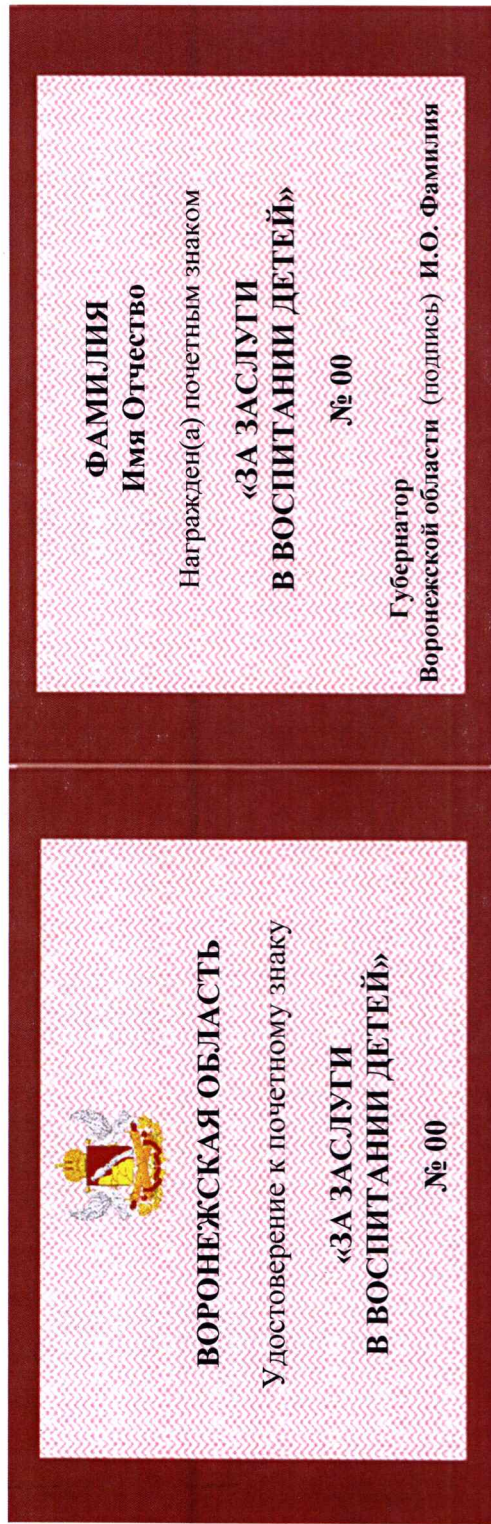 ВОРОНЕЖСКАЯ ОБЛАСТЬ
Удостоверение к почетному знаку
«ЗА ЗАСЛУГИ
В ВОСПИТАНИИ ДЕТЕЙ»
№ 00
ФАМИЛИЯ
Имя Отчество
Награжден(а) почетным знаком
«ЗА ЗАСЛУГИ
В ВОСПИТАНИИ ДЕТЕЙ»
№ 00
Губернатор
Воронежской области (подпись) И.О. Фамилия